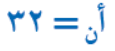 أن = ٣٢